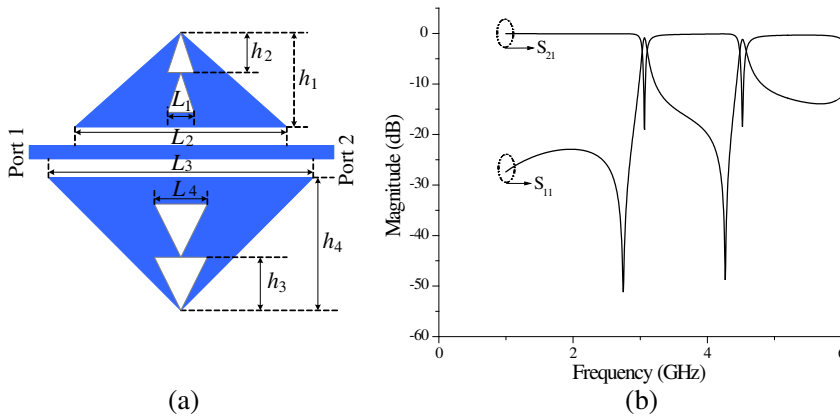 (a)
h₂
h₁
L₁
L₂
Port 1
Port 2
L₃
L₄
h₄
h₃
(a)
0
-10
-20
-30
-40
-50
-60
Magnitude (dB)
S₂₁
S₁₁
0
2
4
6
Frequency (GHz)
(b)